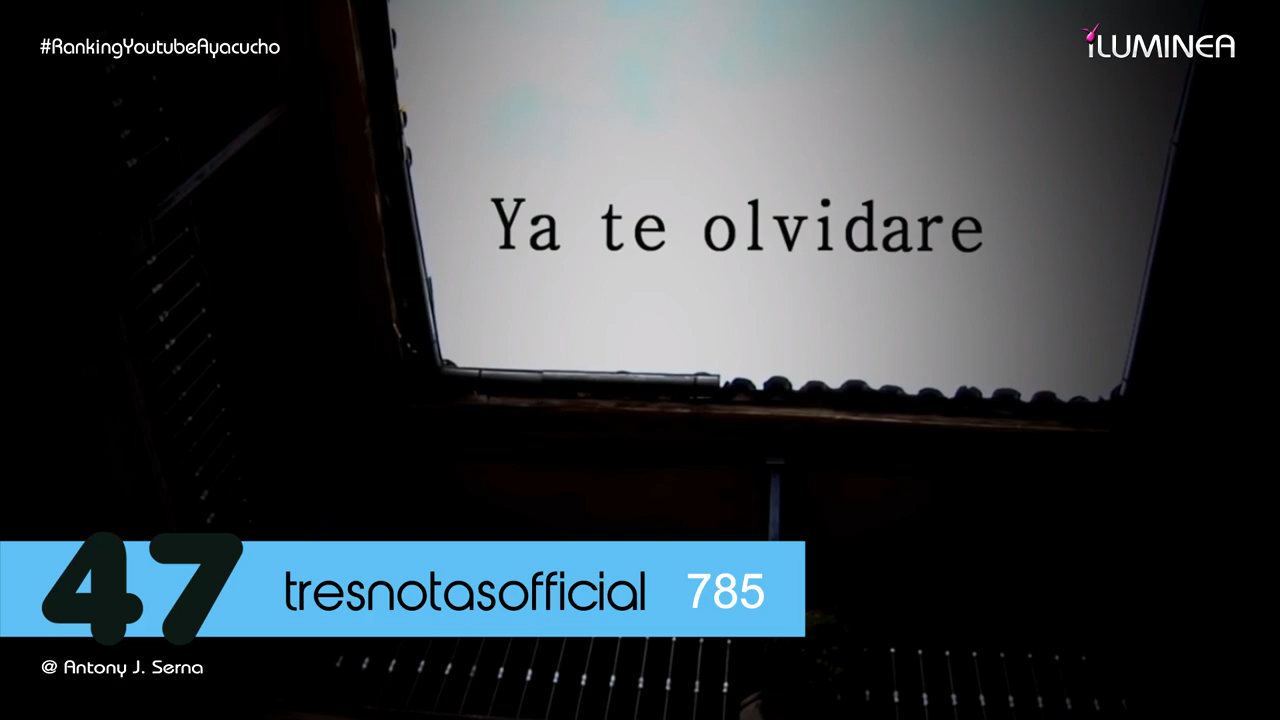 #RankingYoutubeAyacucho
iLUMINEA
Ya te olvidare
47 tresnotasofficial 785
@ Antony J. Serna